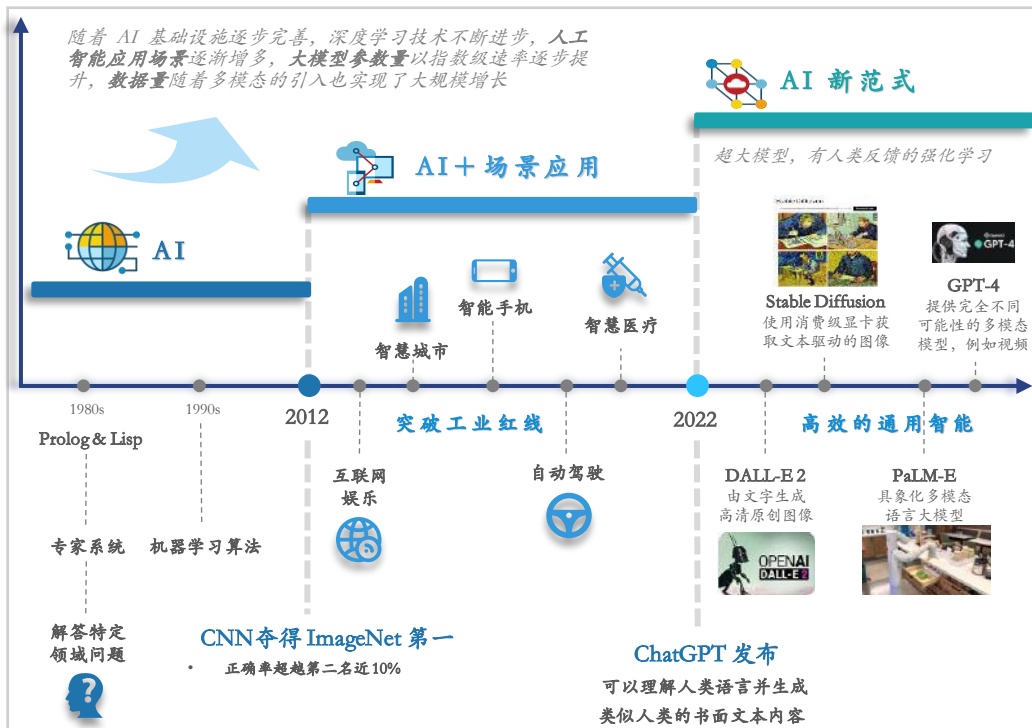 随着 AI 基础设施逐步完善，深度学习技术不断进步，人工
智能应用场景逐渐增多，大模型参数量以指数级速率逐步提
升，数据量随着多模态的引入也实现了大规模增长
AI 新范式
超大模型，有人类反馈的强化学习
AI＋场景应用
AI
Stable Diffusion
使用消费级显卡获
取文本驱动的图像
GPT-4
GPT-4
提供完全不同
可能性的多模态
模型，例如视频
智慧城市
智能手机
智慧医疗
1980s
1990s
2012
突破工业红线
2022
高效的通用智能
Prolog & Lisp
专家系统
解答特定
领域问题
机器学习算法
互联网
娱乐
自动驾驶
DALL-E 2
由文字生成
高清原创图像
OPENAI
DALL-E 2
PaLM-E
具象化多模态
语言大模型
CNN夺得 ImageNet 第一
• 正确率超越第二名近10%
ChatGPT 发布
可以理解人类语言并生成
类似人类的书面文本内容